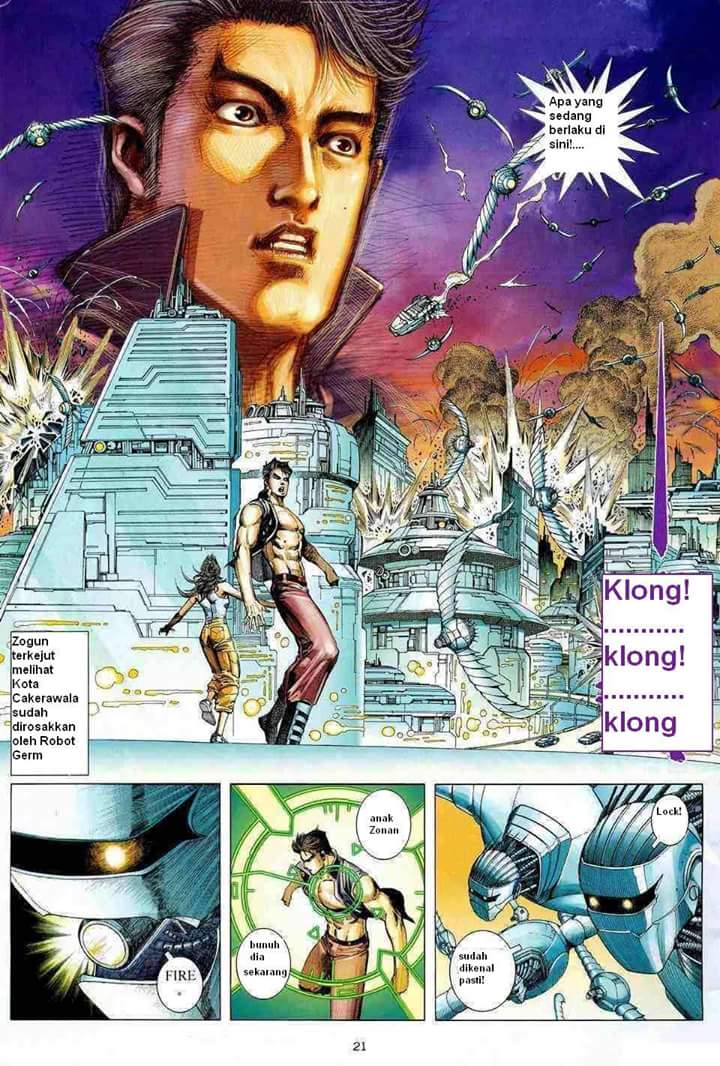 Apa yang
sedang
berlaku di
sini!....
Klong!
...........
klong!
...........
klong
Zogun
terkejut
melihat
Kota
Cakerawala
sudah
dirosakkan
oleh Robot
Germ
FIRE
anak
Zonan
bunuh
dia
sekarang
Lock!
sudah
dikenal
pasti!
21